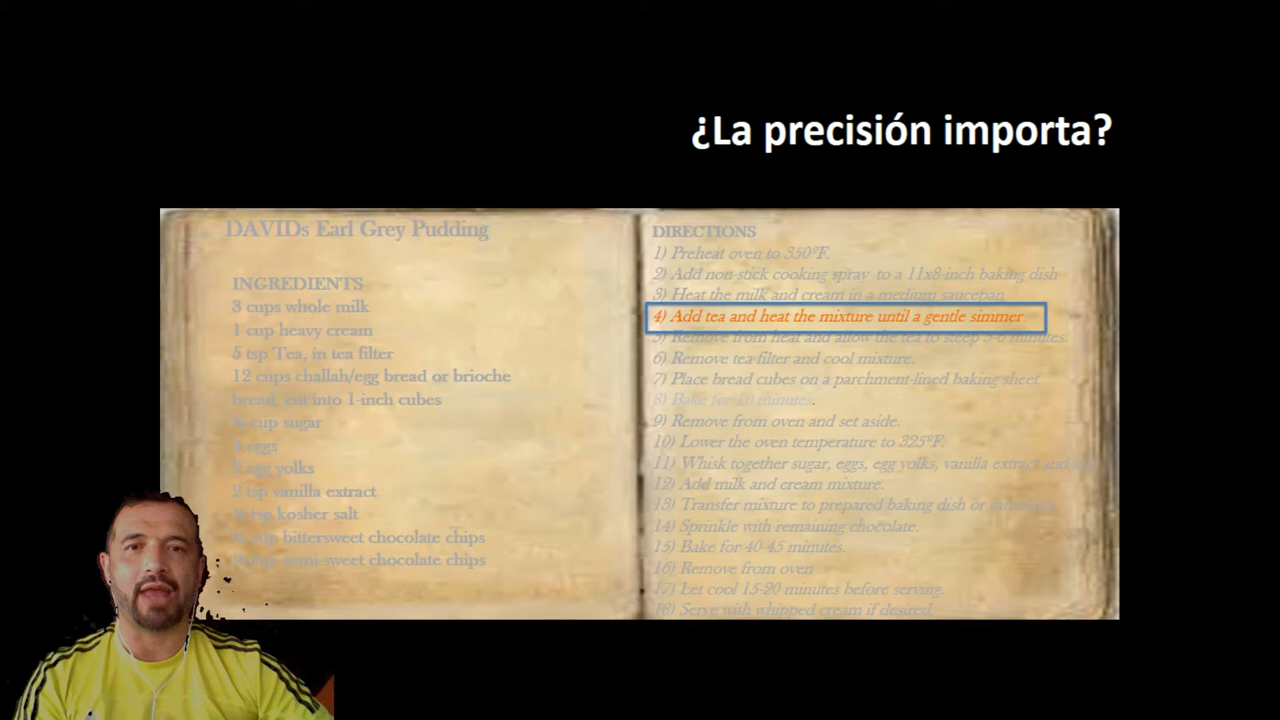 ¿La precisión importa?
DAVIDs Earl Grey Pudding
INGREDIENTS
3 cups whole milk
1 cup heavy cream
5 tsp Tea, in tea filter
12 cups challah/egg bread or brioche
bread, cut into 1-inch cubes
cup sugar
eggs
egg yolks
2 tsp vanilla extract
tsp kosher salt
cup bittersweet chocolate chips
cup semi-sweet chocolate chips
DIRECTIONS
1) Preheat oven to 350ºF.
2) Add non-stick cooking spray to a 11x8-inch baking dish
3) Heat the milk and cream in a medium saucepan
4) Add tea and heat the mixture until a gentle simmer
5) Remove from heat and allow the tea to steep 5-6 minutes.
6) Remove tea filter and cool mixture.
7) Place bread cubes on a parchment-lined baking sheet
8) Bake for 10 minutes.
9) Remove from oven and set aside.
10) Lower the oven temperature to 325ºF.
11) Whisk together sugar, eggs, egg yolks, vanilla extract and
12) Add milk and cream mixture.
13) Transfer mixture to prepared baking dish or
14) Sprinkle with remaining chocolate.
15) Bake for 40-45 minutes.
16) Remove from oven
17) Let cool 15-20 minutes before serving.
18) Serve with whipped cream if desired.